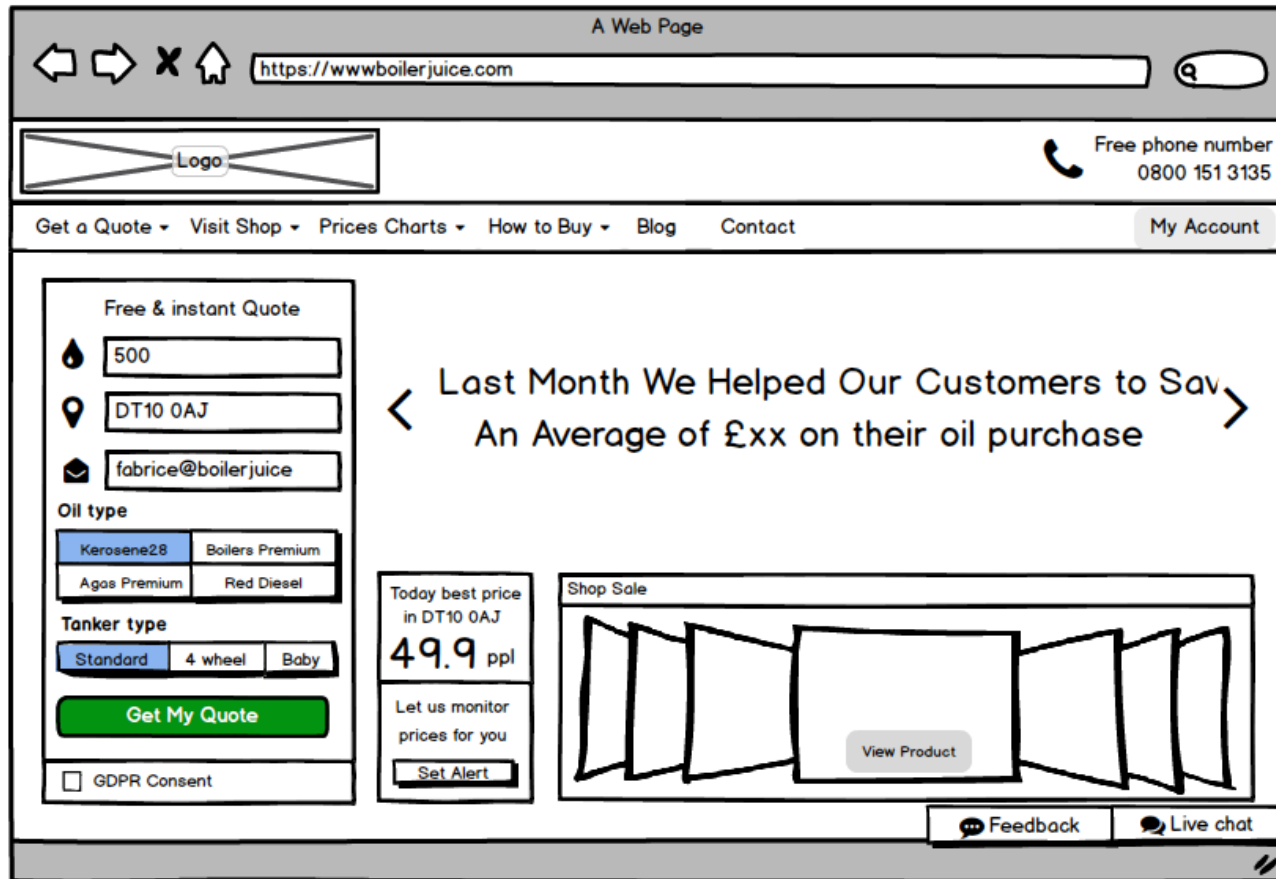 A Web Page
https://wwwboilerjuice.com
Logo
Free phone number
0800 151 3135
Get a Quote Visit Shop Prices Charts How to Buy Blog Contact My Account
Free & instant Quote
500
DT10 0AJ
fabrice@boilerjuice
Oil type
Kerosene28 Boilers Premium
Agas Premium Red Diesel
Tanker type
Standard 4 wheel Baby
Get My Quote
GDPR Consent
Last Month We Helped Our Customers to Sav
An Average of £xx on their oil purchase
Today best price
in DT10 0AJ
49.9 ppl
Let us monitor
prices for you
Set Alert
Shop Sale
View Product
Feedback Live chat